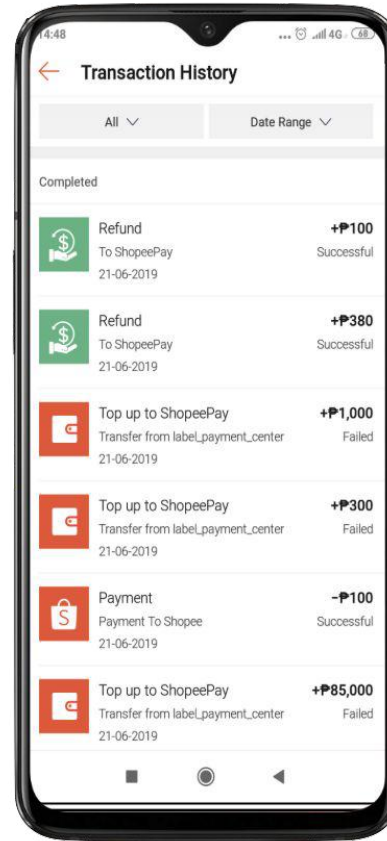 14:48
... 4G 68
Transaction History
All
Date Range
Completed
Refund +₱100
To ShopeePay Successful
21-06-2019
Refund +₱380
To ShopeePay Successful
21-06-2019
Top up to ShopeePay +₱1,000
Transfer from label_payment_center Failed
21-06-2019
Top up to ShopeePay +₱300
Transfer from label_payment_center Failed
21-06-2019
Payment -₱100
Payment To Shopee Successful
21-06-2019
Top up to ShopeePay +₱85,000
Transfer from label_payment_center Failed
21-06-2019